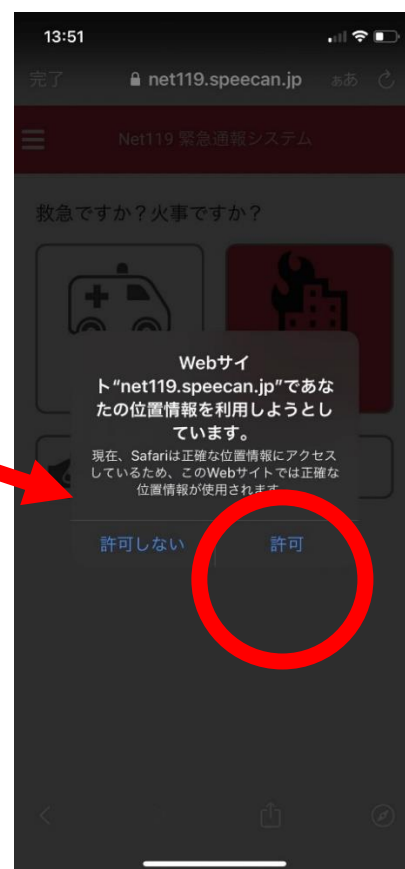 13:51
完了 net119.speecan.jp ああ
Net119 緊急通報システム
救急ですか？火事ですか？
Webサイ
ト“net119.speecan.jp”であな
たの位置情報を利用しようとし
ています。
現在、Safariは正確な位置情報にアクセス
しているため、このWebサイトでは正確な
位置情報が使用されます。
許可しない 許可